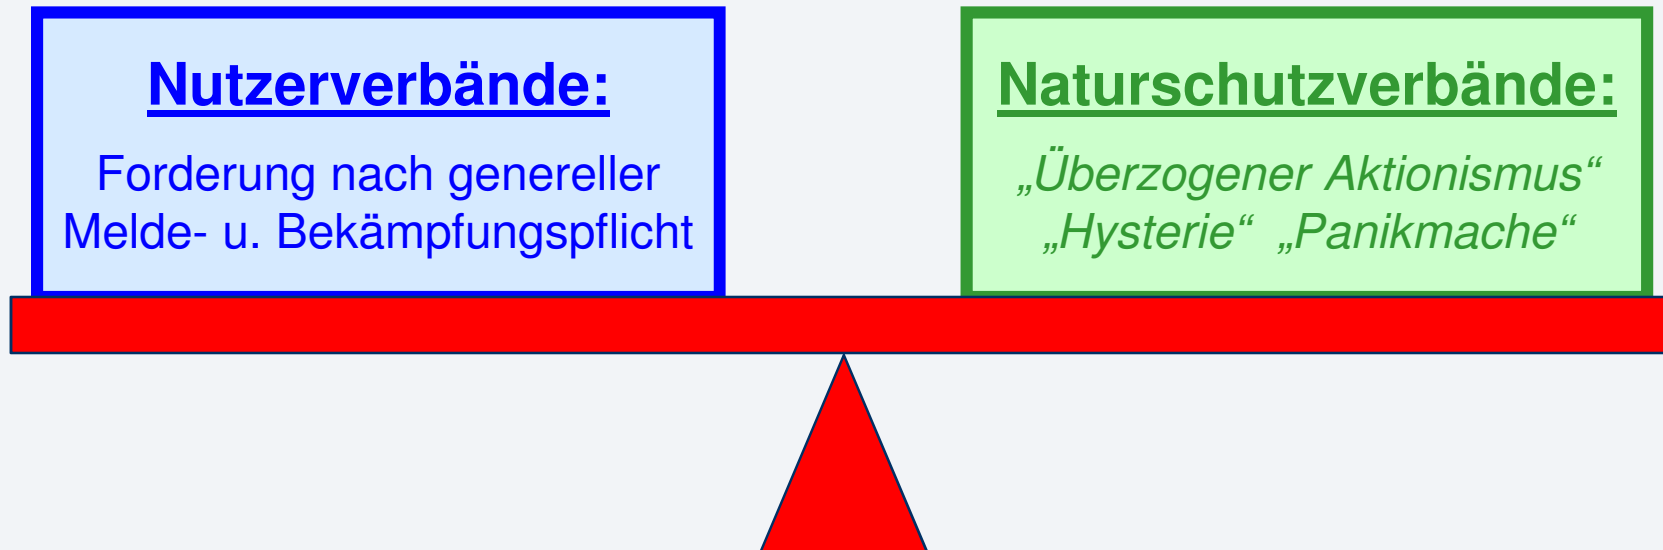 Nutzerverbände:
Forderung nach genereller
Melde- u. Bekämpfungspflicht
Naturschutzverbände:
„Überzogener Aktionismus“
„Hysterie“ „Panikmache“